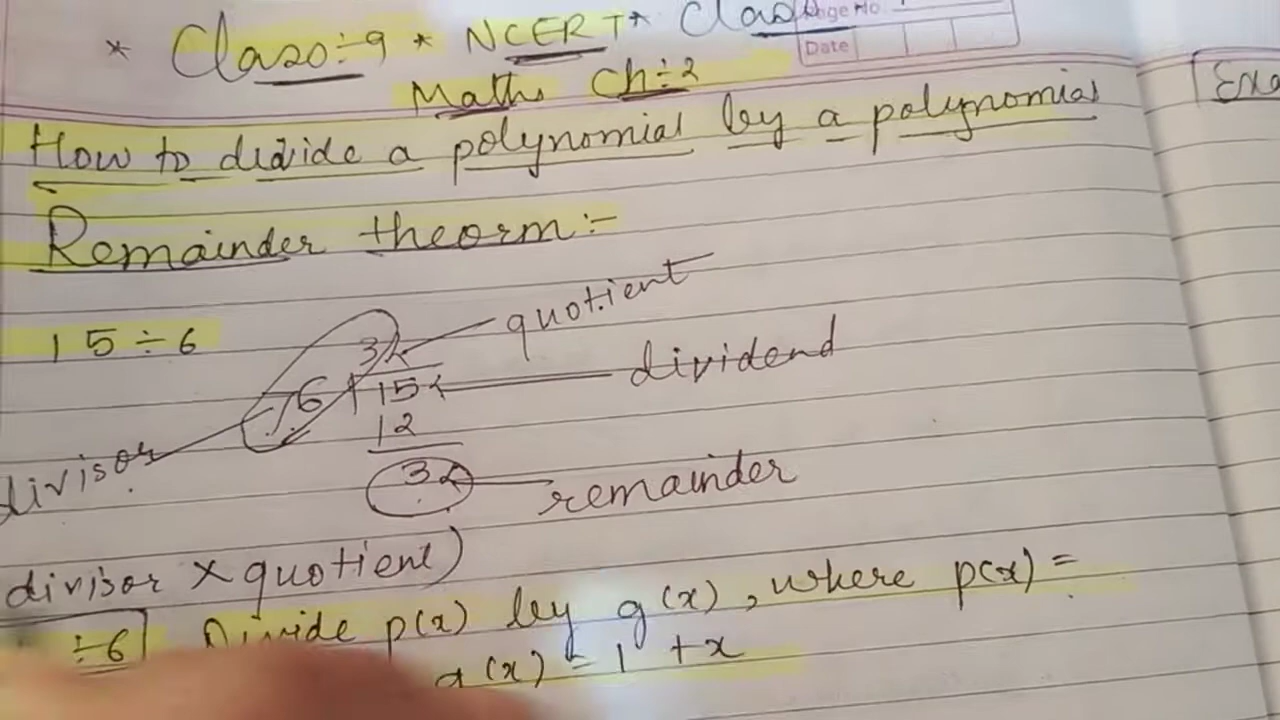 * Class÷9 * NCERT* Class
Page No.
Date
Maths Ch÷2
How to divide a polynomial by a polynomial
Remainder theorm:-
15÷6
quotient
3
6 15
dividend
12
divisor
3
remainder
divisor × quotient)
÷6] Divide p(x) by g(x), where p(x) =
g(x) = 1 + x